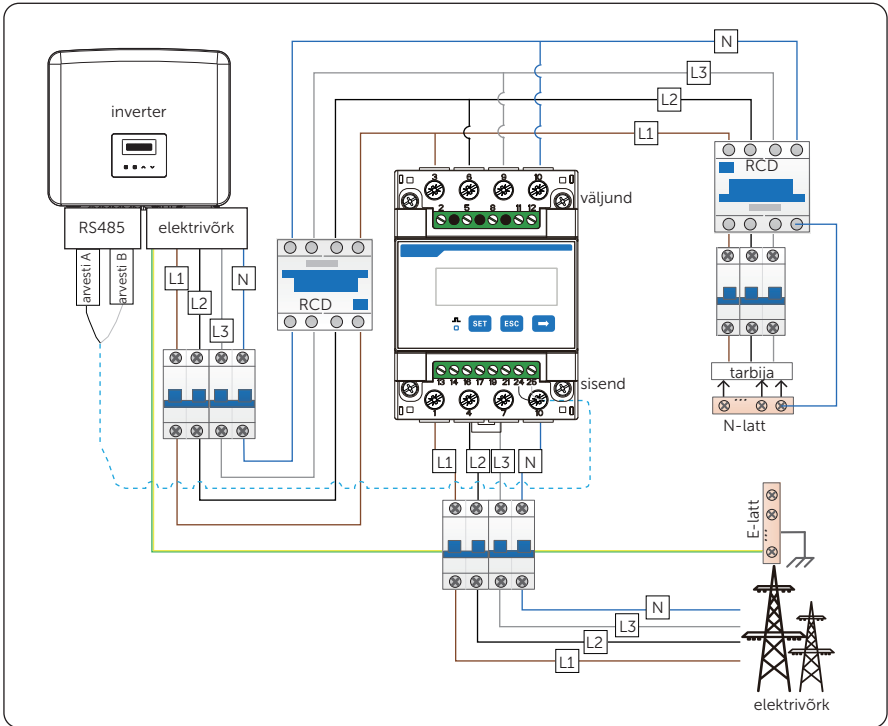 N
L3
L2
L1
inverter
RS485
elektrivõrk
arvesti A
arvesti B
L1
L2
L3
N
RCD
3
6
9
10
väljund
2
5
8
11
12
SET
ESC
13
14
16
17
19
21
24
25
sisend
1
4
7
10
RCD
tarbija
N-latt
L1
L2
L3
N
E-latt
N
L3
L2
L1
elektrivõrk